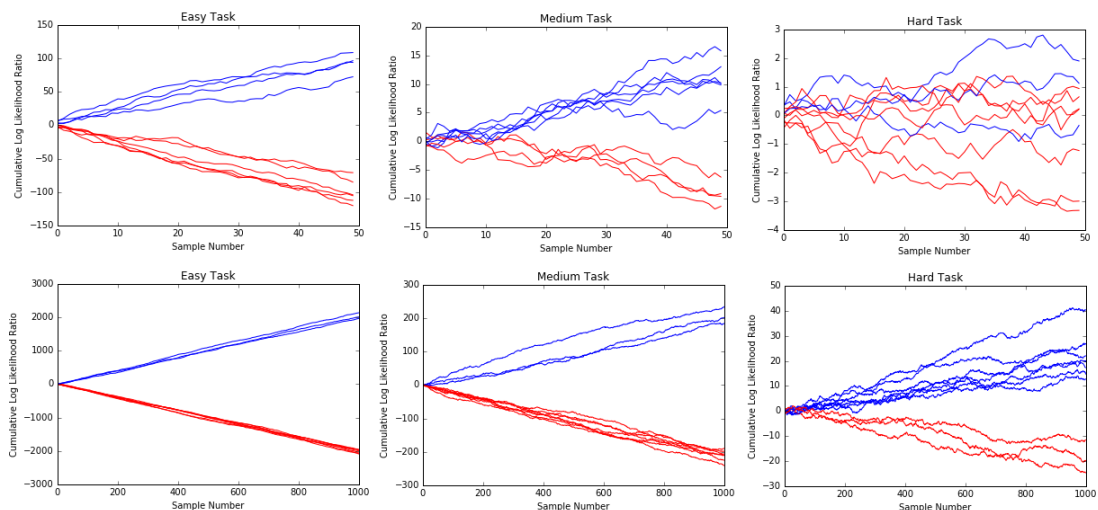 Easy Task
Cumulative Log Likelihood Ratio
150
100
50
0
−50
−100
−150
0 10 20 30 40 50
Sample Number
Medium Task
Cumulative Log Likelihood Ratio
20
15
10
5
0
−5
−10
−15
0 10 20 30 40 50
Sample Number
Hard Task
Cumulative Log Likelihood Ratio
3
2
1
0
−1
−2
−3
−4
0 10 20 30 40 50
Sample Number
Easy Task
Cumulative Log Likelihood Ratio
3000
2000
1000
0
−1000
−2000
−3000
0 200 400 600 800 1000
Sample Number
Medium Task
Cumulative Log Likelihood Ratio
300
200
100
0
−100
−200
−300
0 200 400 600 800 1000
Sample Number
Hard Task
Cumulative Log Likelihood Ratio
50
40
30
20
10
0
−10
−20
−30
0 200 400 600 800 1000
Sample Number